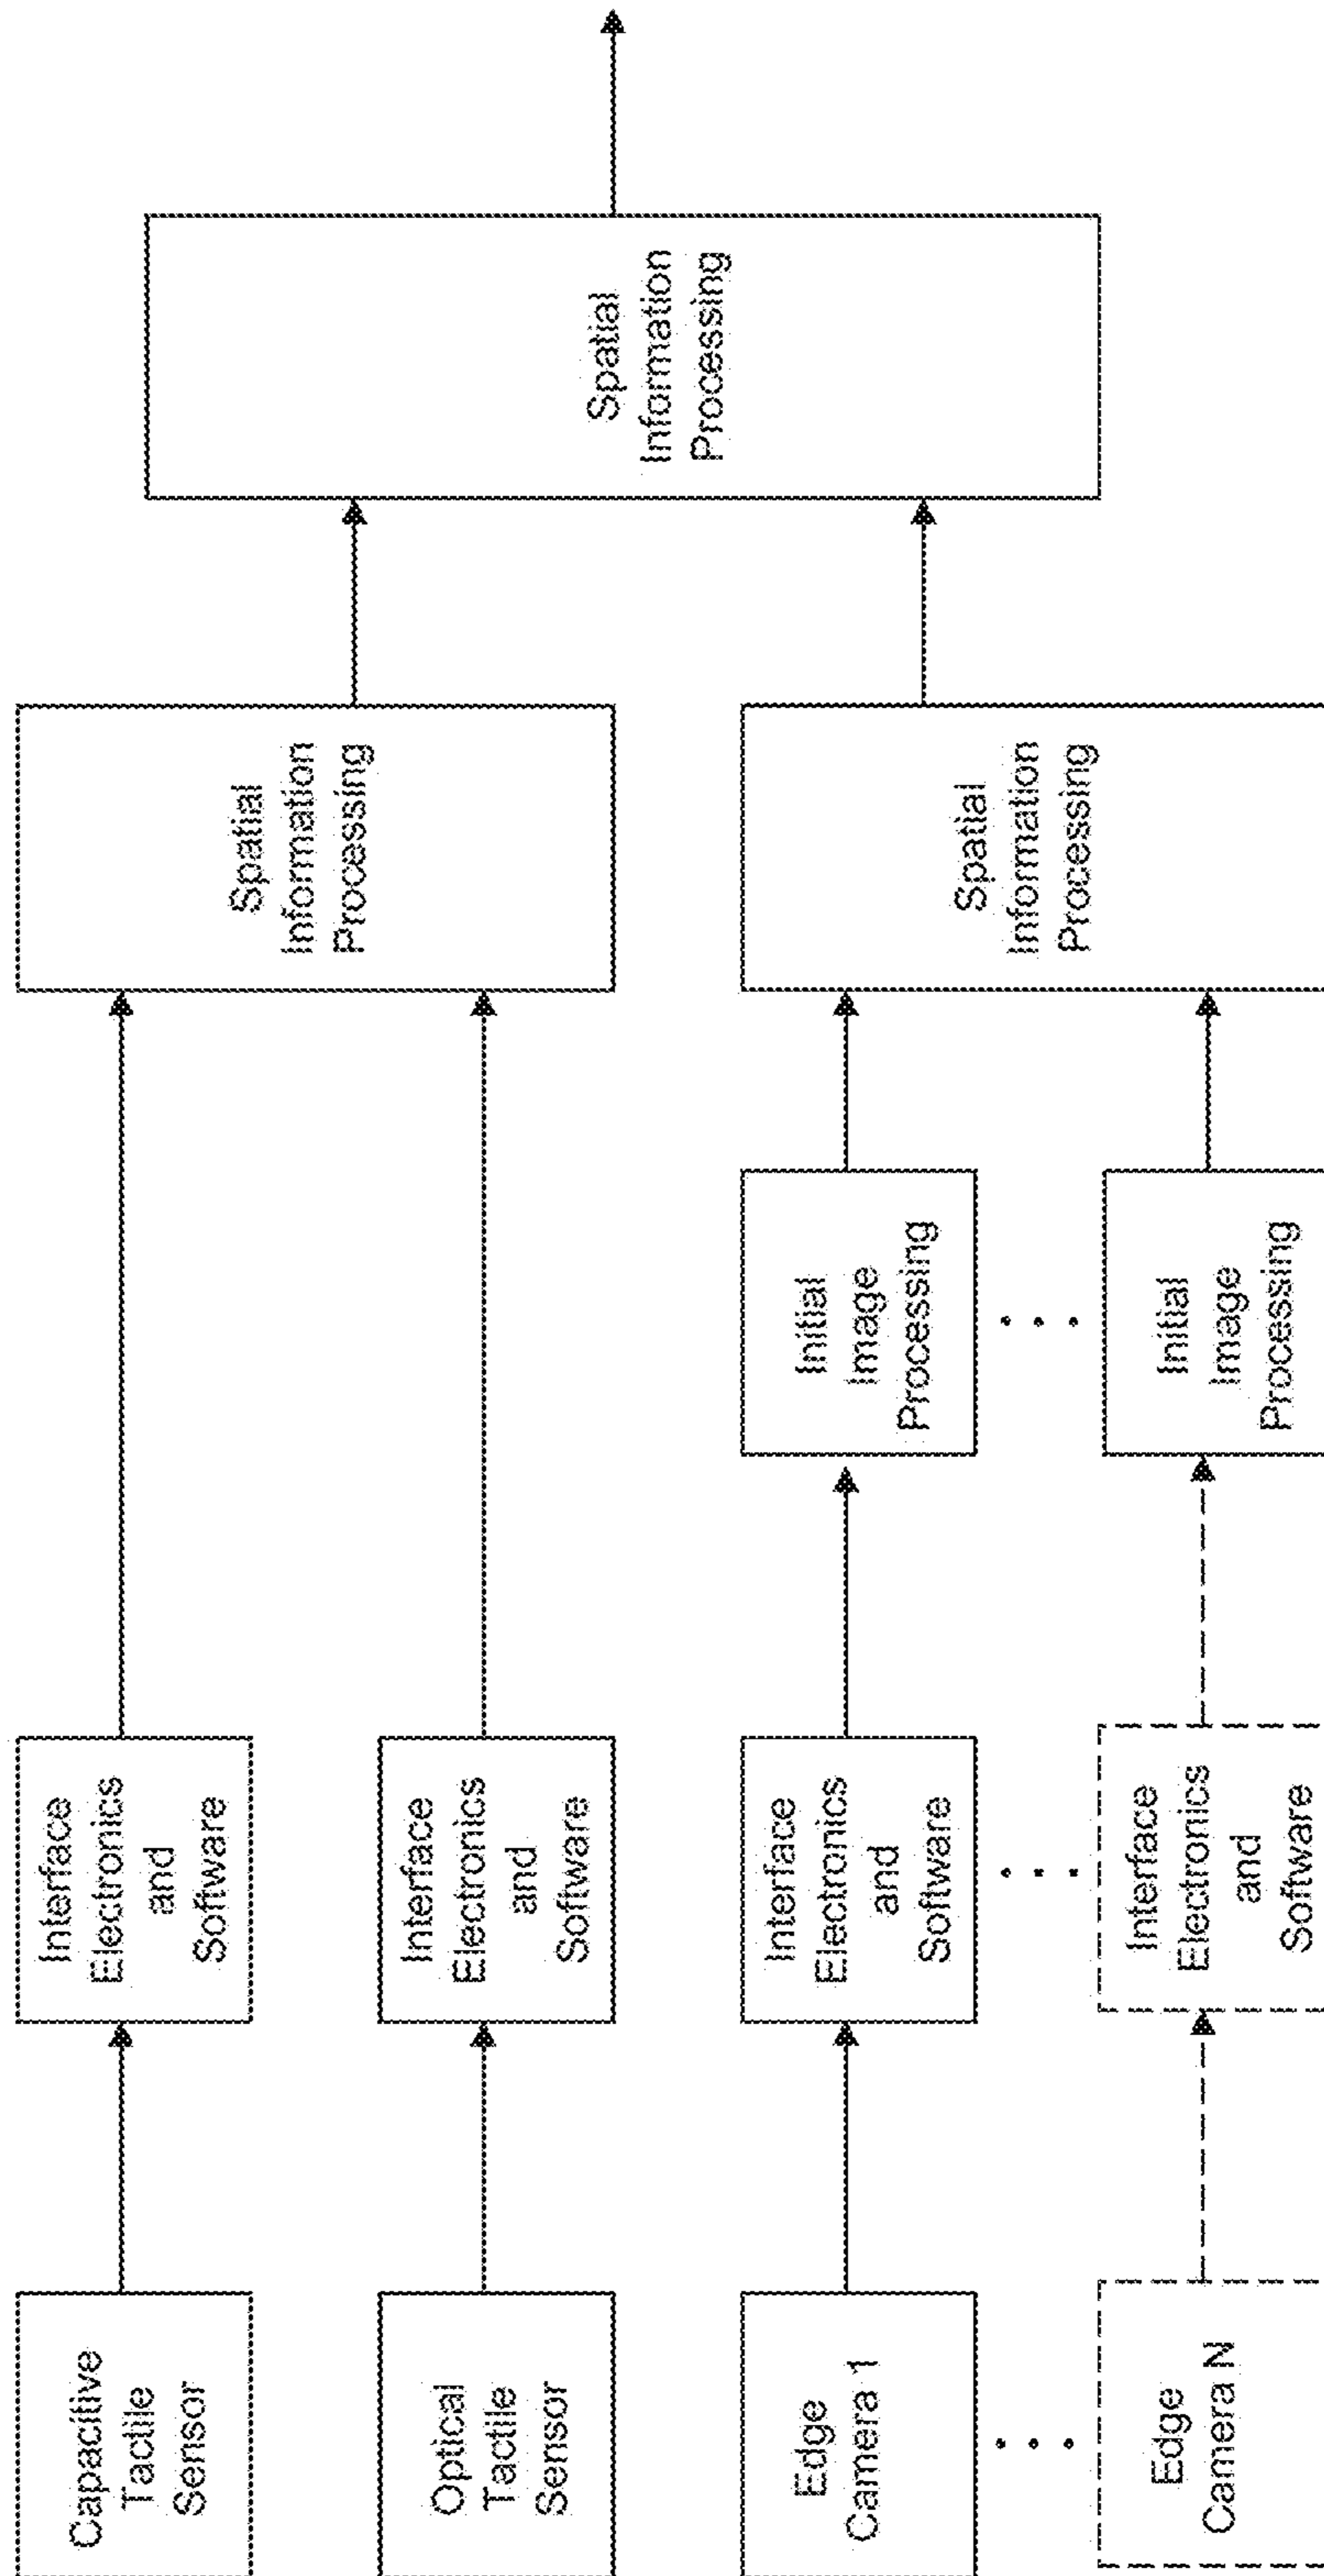 Capacitive
Tactile
Sensor
Interface
Electronics
and
Software
Spatial
Information
Processing
Optical
Tactile
Sensor
Interface
Electronics
and
Software
Spatial
Information
Processing
Edge
Camera 1
Interface
Electronics
and
Software
Initial
Image
Processing
Spatial
Information
Processing
Edge
Camera N
Interface
Electronics
and
Software
Initial
Image
Processing